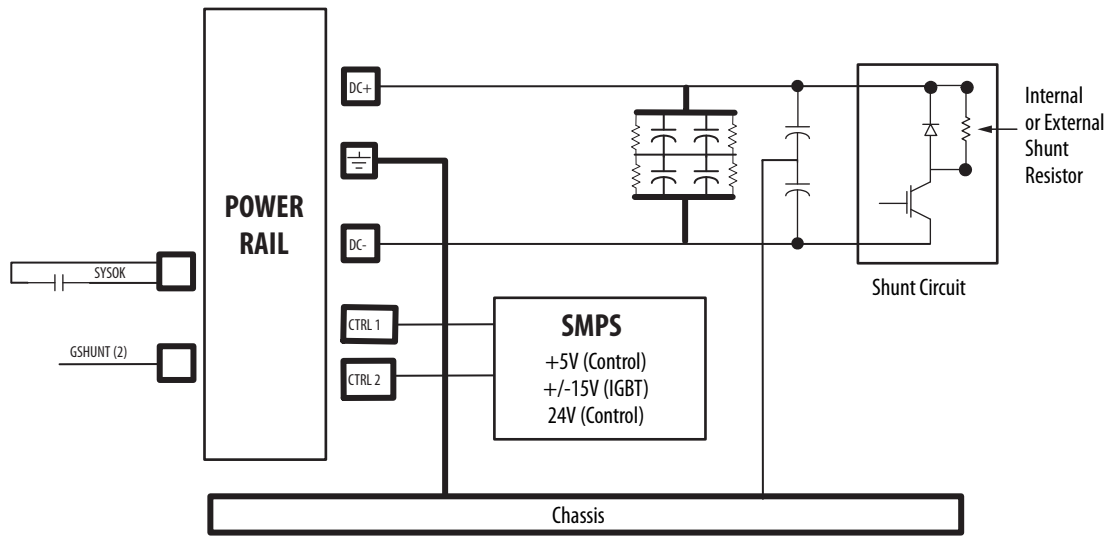 DC+
Internal
or External
Shunt
Resistor
POWER
RAIL
DC-
SYSOK
Shunt Circuit
CTRL 1
SMPS
+5V (Control)
+/-15V (IGBT)
24V (Control)
GSHUNT (2)
CTRL 2
Chassis